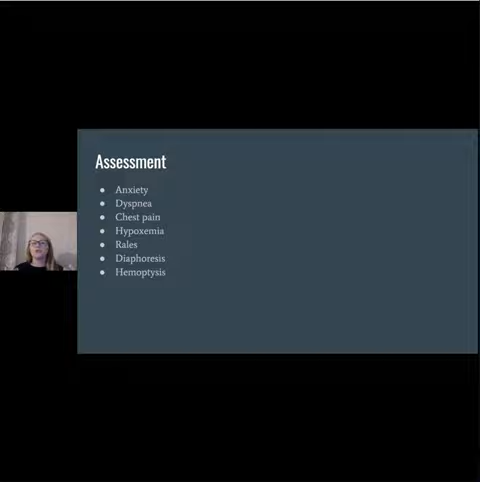 Assessment
● Anxiety
● Dyspnea
● Chest pain
● Hypoxemia
● Rales
● Diaphoresis
● Hemoptysis